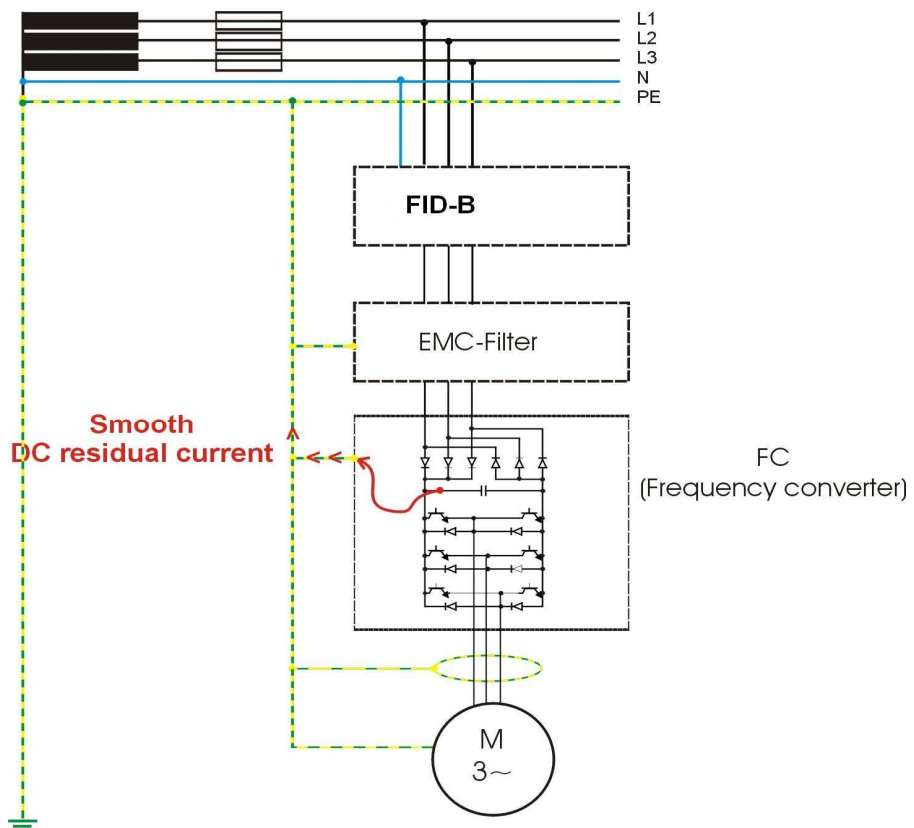 L1
L2
L3
N
PE
FID-B
EMC-Filter
Smooth
DC residual current
FC
(Frequency converter)
M
3~